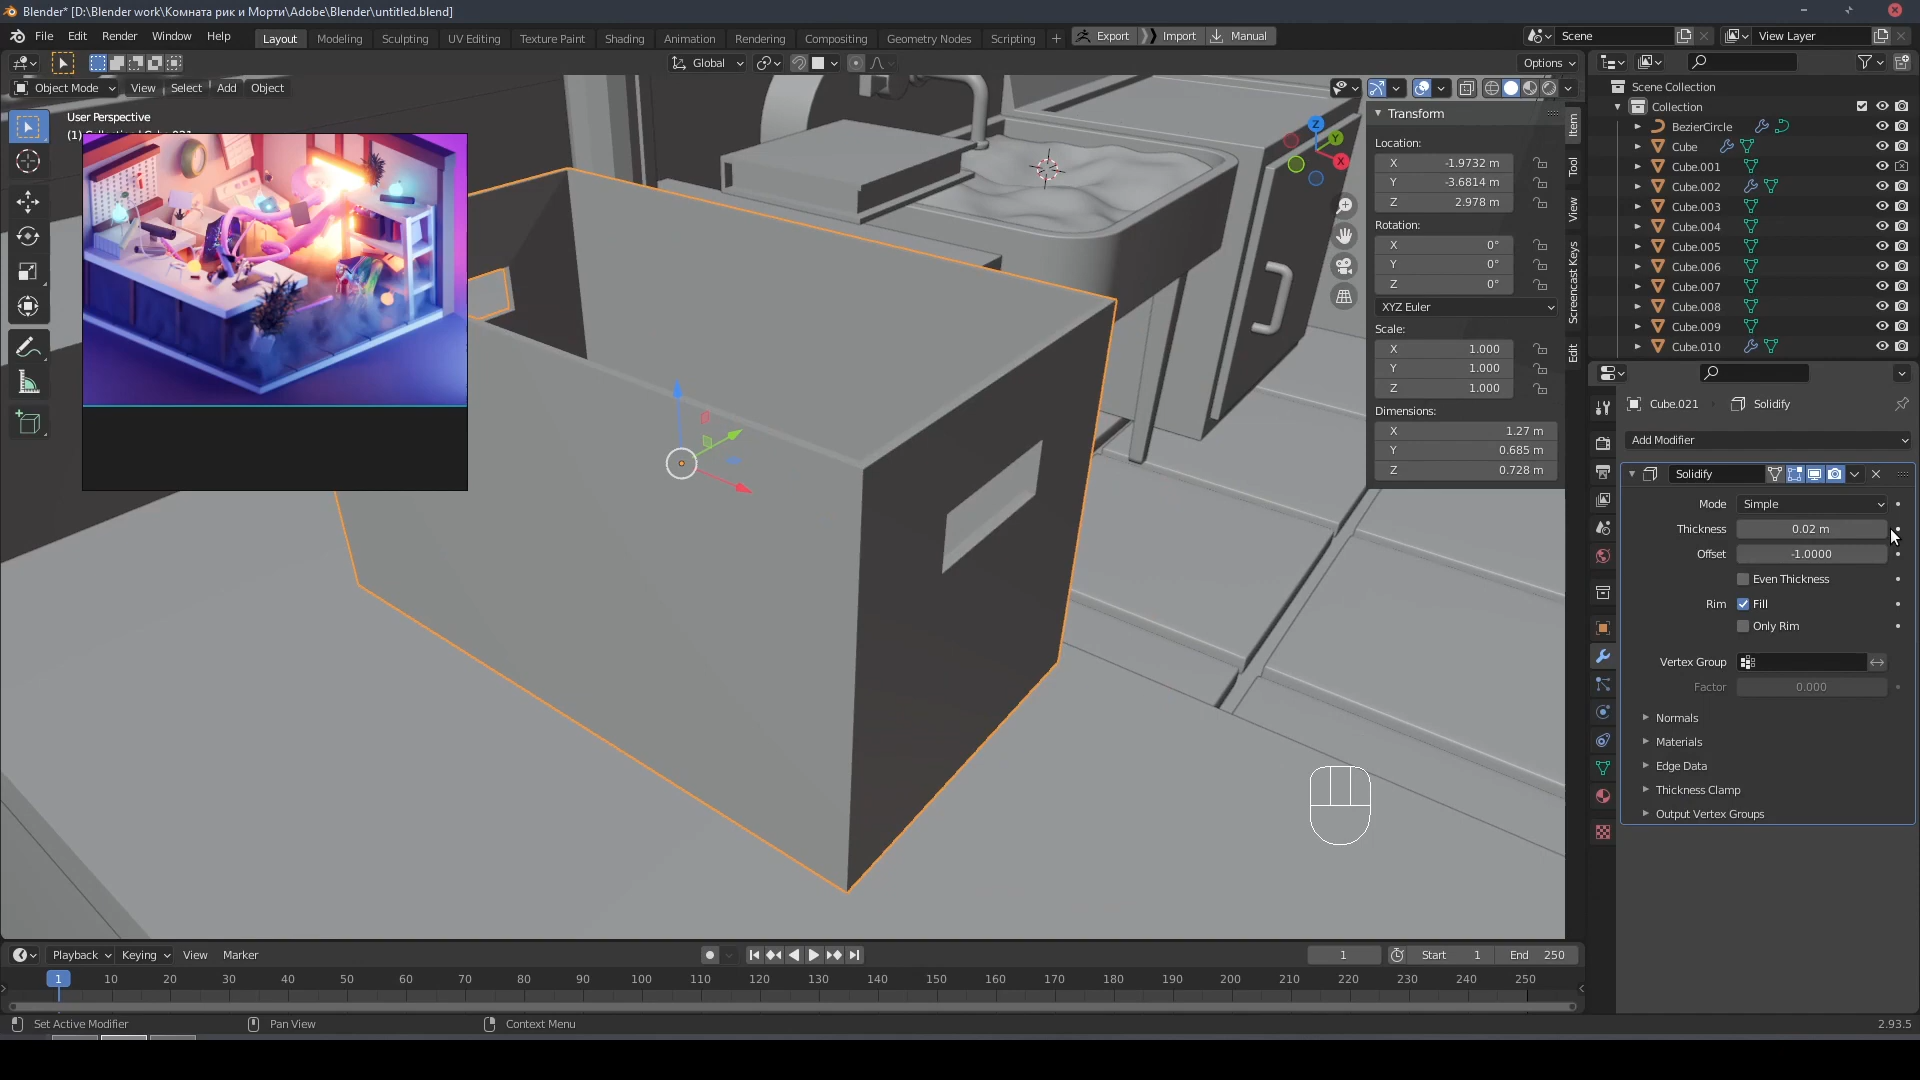 Blender* [D:\Blender work\Комната рик и Морти\Adobe\Blender\untitled.blend]
File Edit Render Window Help
Layout Modeling Sculpting UV Editing Texture Paint Shading Animation Rendering Compositing Geometry Nodes Scripting + Export Import Manual
Scene View Layer
Global Options
Object Mode View Select Add Object
User Perspective
Transform
Location:
X -1.9732 m
Y -3.6814 m
Z 2.978 m
Rotation:
X 0°
Y 0°
Z 0°
XYZ Euler
Scale:
X 1.000
Y 1.000
Z 1.000
Dimensions:
X 1.27 m
Y 0.685 m
Z 0.728 m
Item
Tool
View
Screencast Keys
Edit
Z
Y
X
Scene Collection
Collection
BezierCircle
Cube
Cube.001
Cube.002
Cube.003
Cube.004
Cube.005
Cube.006
Cube.007
Cube.008
Cube.009
Cube.010
Cube.021 Solidify
Add Modifier
Solidify
Mode Simple
Thickness 0.02 m
Offset -1.0000
Even Thickness
Rim Fill
Only Rim
Vertex Group
Factor 0.000
Normals
Materials
Edge Data
Thickness Clamp
Output Vertex Groups
Playback Keying View Marker
1 Start 1 End 250
1 10 20 30 40 50 60 70 80 90 100 110 120 130 140 150 160 170 180 190 200 210 220 230 240 250
Set Active Modifier Pan View Context Menu
2.93.5